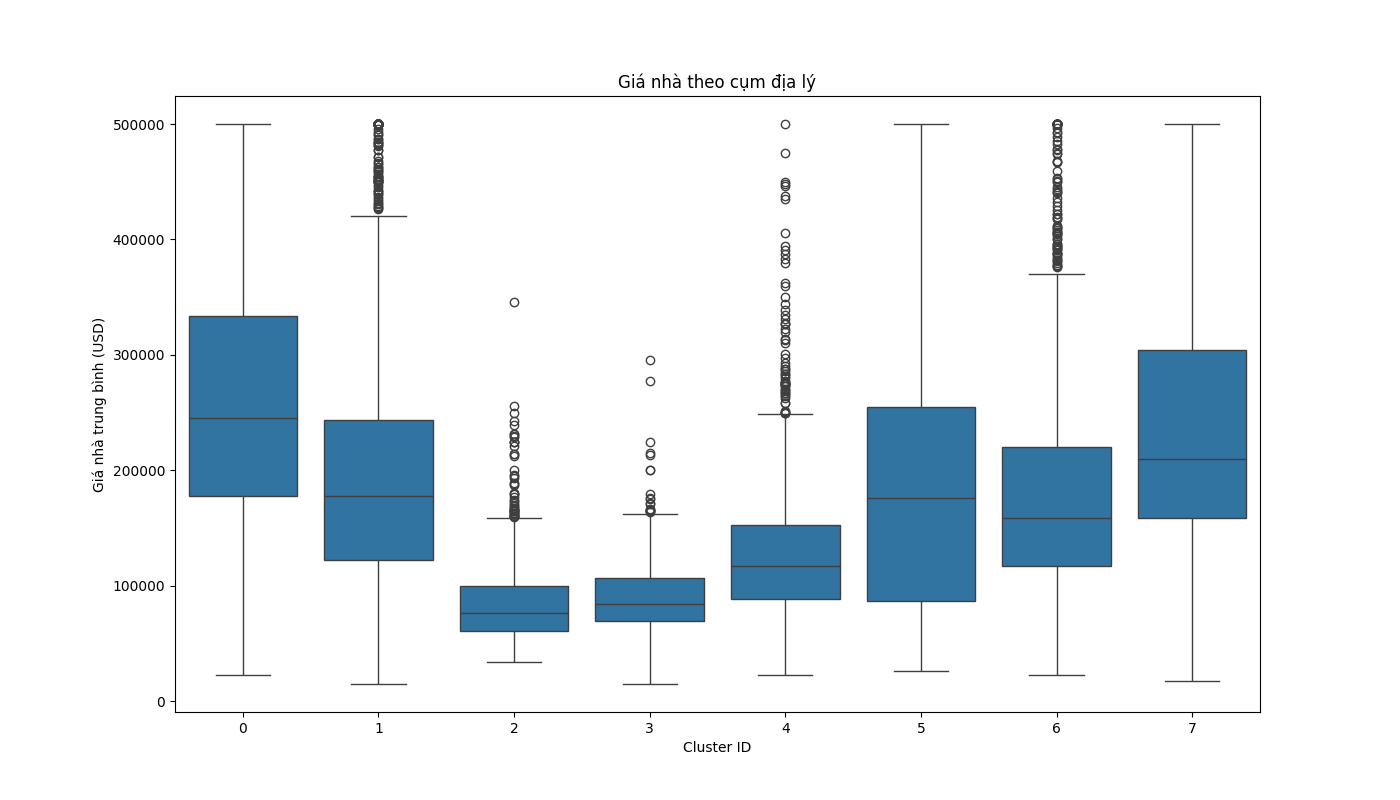 Giá nhà theo cụm địa lý
Giá nhà trung bình (USD)
500000
400000
300000
200000
100000
0
0 1 2 3 4 5 6 7
Cluster ID